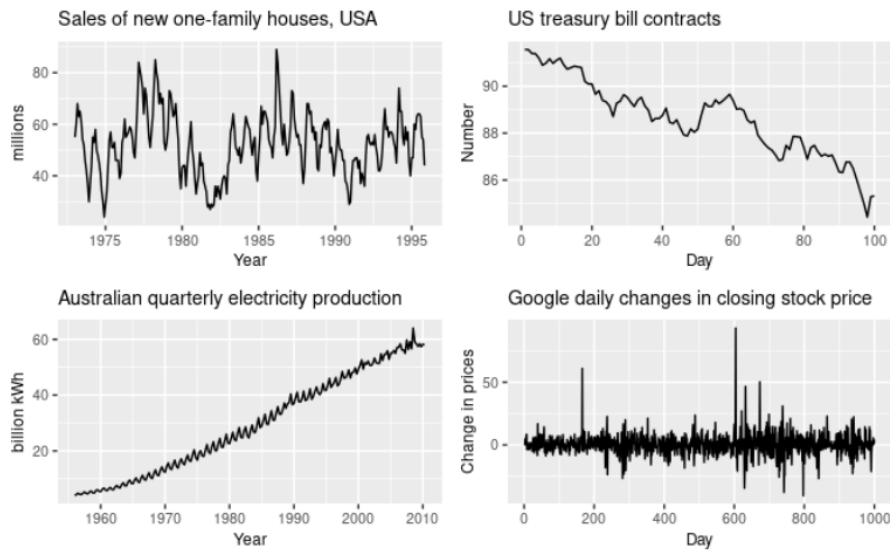 Sales of new one-family houses, USA
millions
80
60
40
1975 1980 1985 1990 1995
Year
US treasury bill contracts
Number
90
88
86
0 20 40 60 80 100
Day
Australian quarterly electricity production
billion kWh
60
40
20
1960 1970 1980 1990 2000 2010
Year
Google daily changes in closing stock price
Change in prices
50
0
0 200 400 600 800 1000
Day